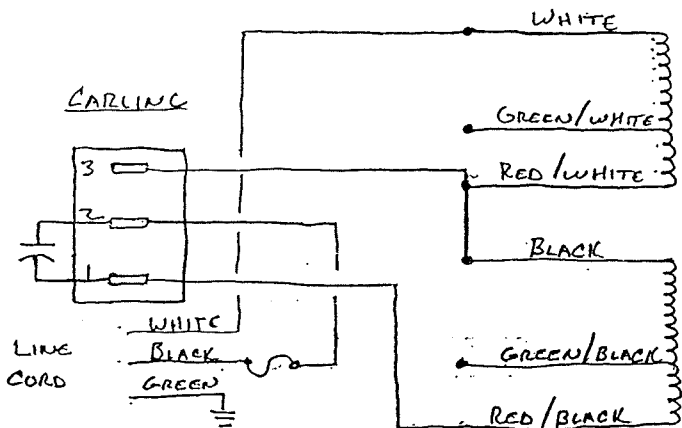 WHITE
CARLING
GREEN/WHITE
3
RED/WHITE
2
BLACK
1
WHITE
LINE
CORD
BLACK
GREEN/BLACK
GREEN
RED/BLACK